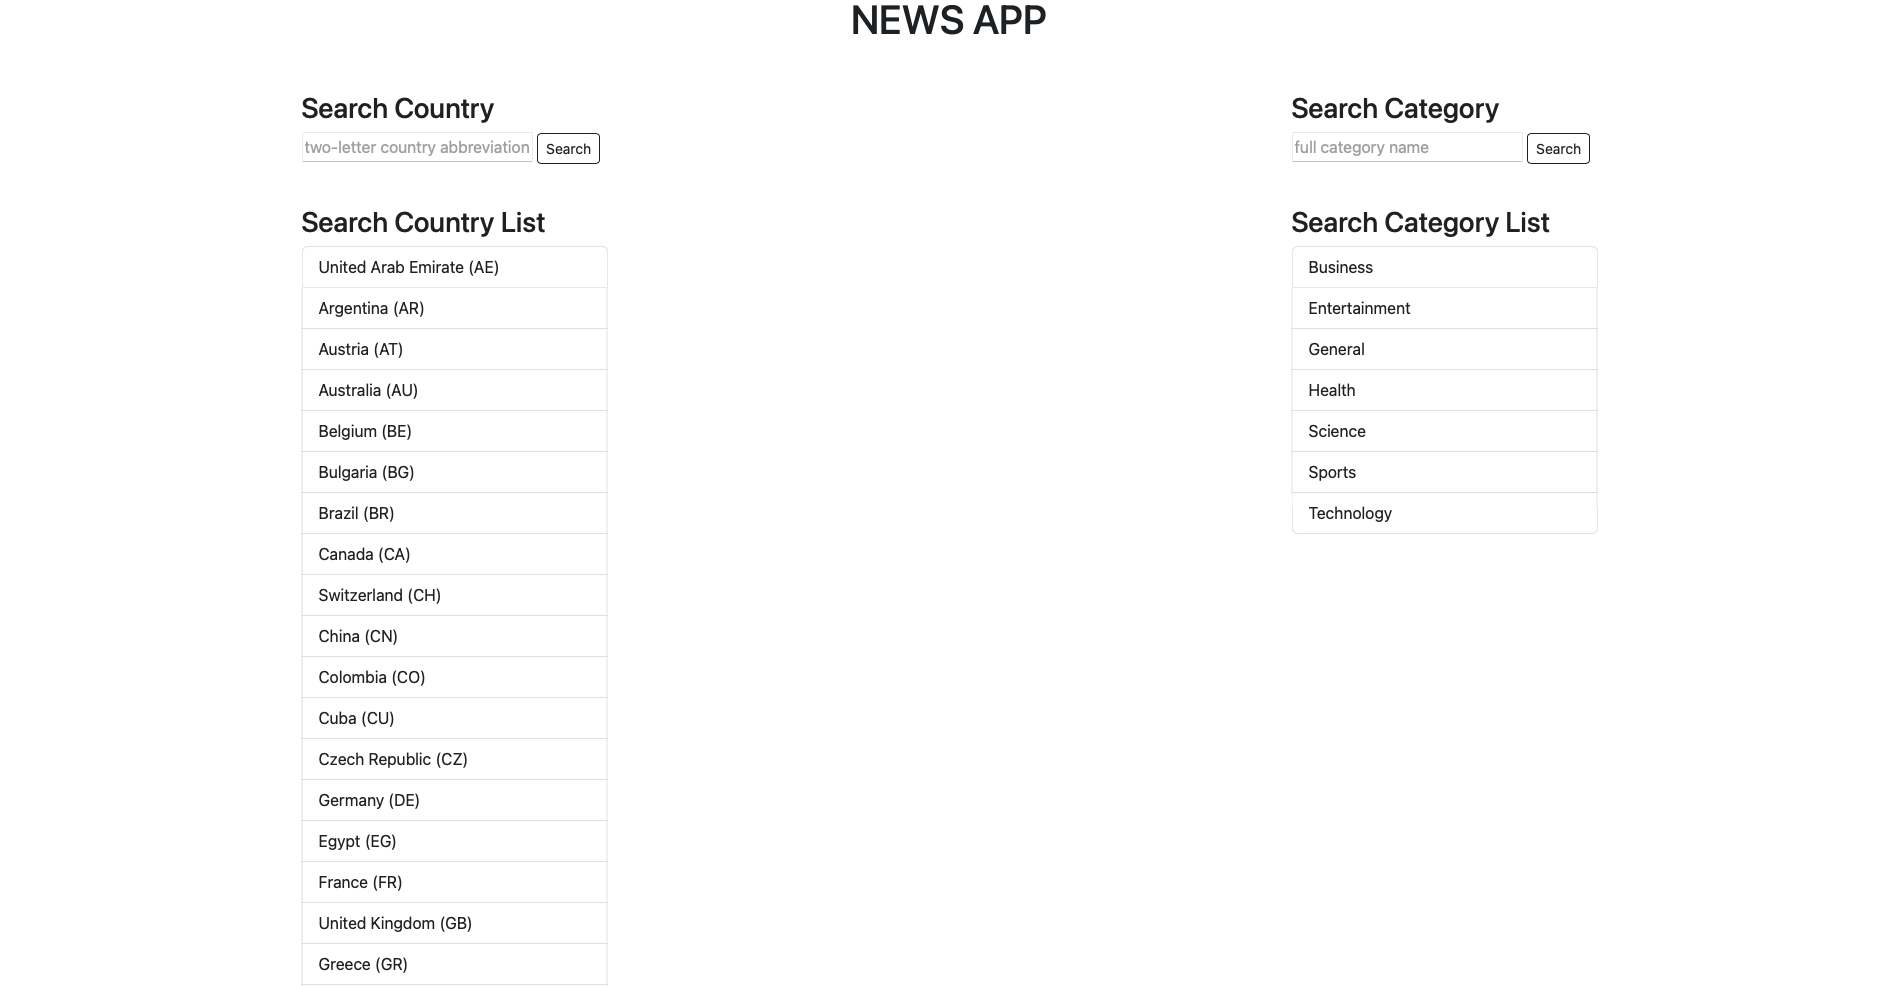 NEWS APP
Search Country
two-letter country abbreviation
Search
Search Country List
United Arab Emirate (AE)
Argentina (AR)
Austria (AT)
Australia (AU)
Belgium (BE)
Bulgaria (BG)
Brazil (BR)
Canada (CA)
Switzerland (CH)
China (CN)
Colombia (CO)
Cuba (CU)
Czech Republic (CZ)
Germany (DE)
Egypt (EG)
France (FR)
United Kingdom (GB)
Greece (GR)
Search Category
full category name
Search
Search Category List
Business
Entertainment
General
Health
Science
Sports
Technology